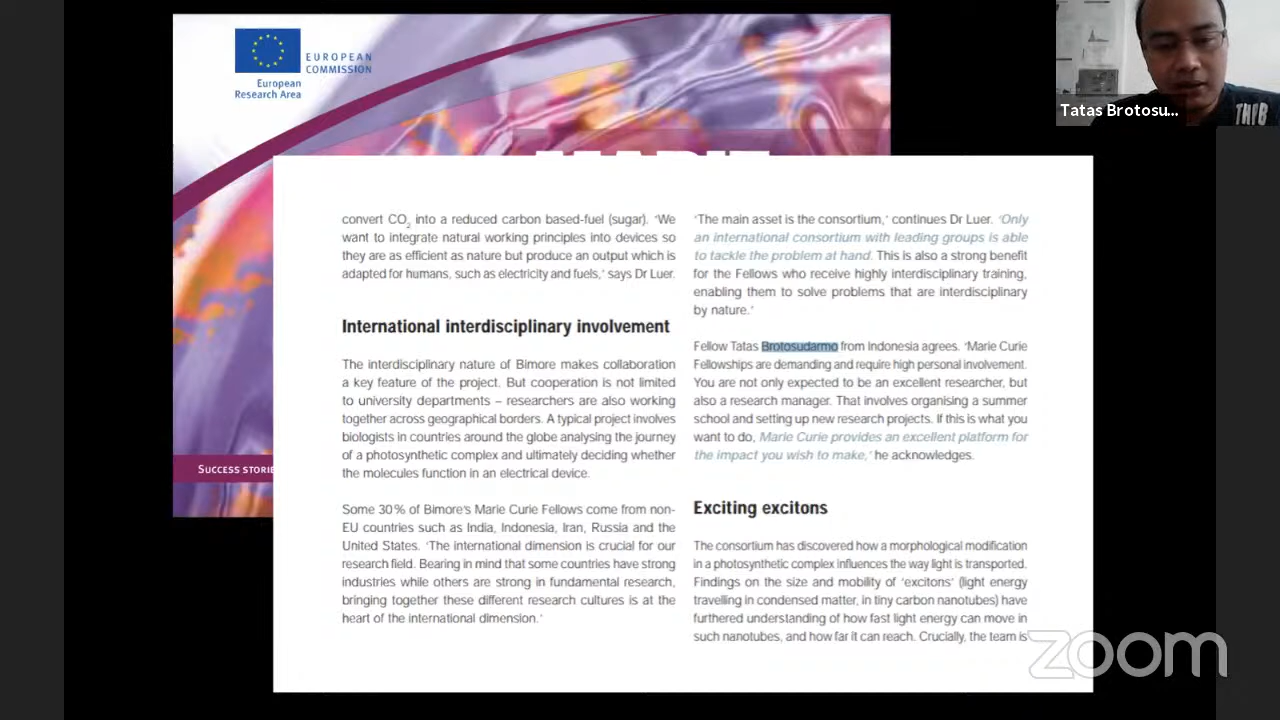 EUROPEAN
COMMISSION
European
Research Area
Tatas Brotosu...
THPB
SUCCESS STORIE
convert CO₂ into a reduced carbon based-fuel (sugar). ‘We
want to integrate natural working principles into devices so
they are as efficient as nature but produce an output which is
adapted for humans, such as electricity and fuels,’ says Dr Luer.
International interdisciplinary involvement
The interdisciplinary nature of Bimore makes collaboration
a key feature of the project. But cooperation is not limited
to university departments – researchers are also working
together across geographical borders. A typical project involves
biologists in countries around the globe analysing the journey
of a photosynthetic complex and ultimately deciding whether
the molecules function in an electrical device.
Some 30 % of Bimore’s Marie Curie Fellows come from non-
EU countries such as India, Indonesia, Iran, Russia and the
United States. ‘The international dimension is crucial for our
research field. Bearing in mind that some countries have strong
industries while others are strong in fundamental research,
bringing together these different research cultures is at the
heart of the international dimension.’
‘The main asset is the consortium,’ continues Dr Luer. ‘Only
an international consortium with leading groups is able
to tackle the problem at hand. This is also a strong benefit
for the Fellows who receive highly interdisciplinary training,
enabling them to solve problems that are interdisciplinary
by nature.’
Fellow Tatas Brotosudarmo from Indonesia agrees. ‘Marie Curie
Fellowships are demanding and require high personal involvement.
You are not only expected to be an excellent researcher, but
also a research manager. That involves organising a summer
school and setting up new research projects. If this is what you
want to do, Marie Curie provides an excellent platform for
the impact you wish to make,’ he acknowledges.
Exciting excitons
The consortium has discovered how a morphological modification
in a photosynthetic complex influences the way light is transported.
Findings on the size and mobility of ‘excitons’ (light energy
travelling in condensed matter, in tiny carbon nanotubes) have
furthered understanding of how fast light energy can move in
such nanotubes, and how far it can reach. Crucially, the team is
zoom